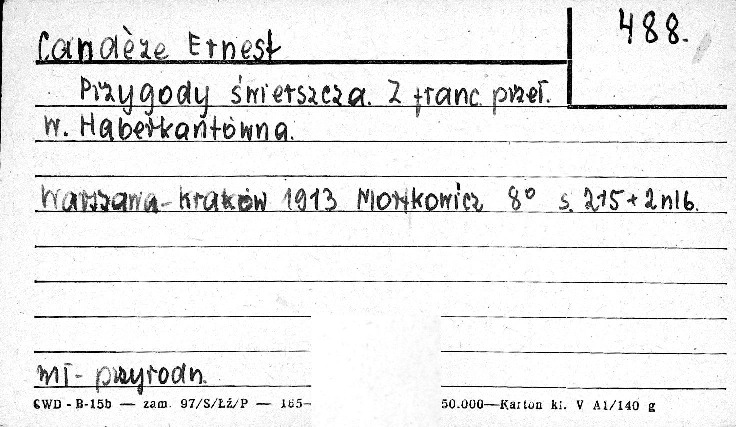 488.
Candèze Ernest
Przygody świerszcza. Z franc. przeł.
W. Haberkantówna.
Warszawa-Kraków 1913 Mortkowicz 8° s. 215+2nlb.
Mł-przyrodn.
CWD - B-15b — zam. 97/S/Łź/P — 165— 50.000—Karton kl. V A1/140 g